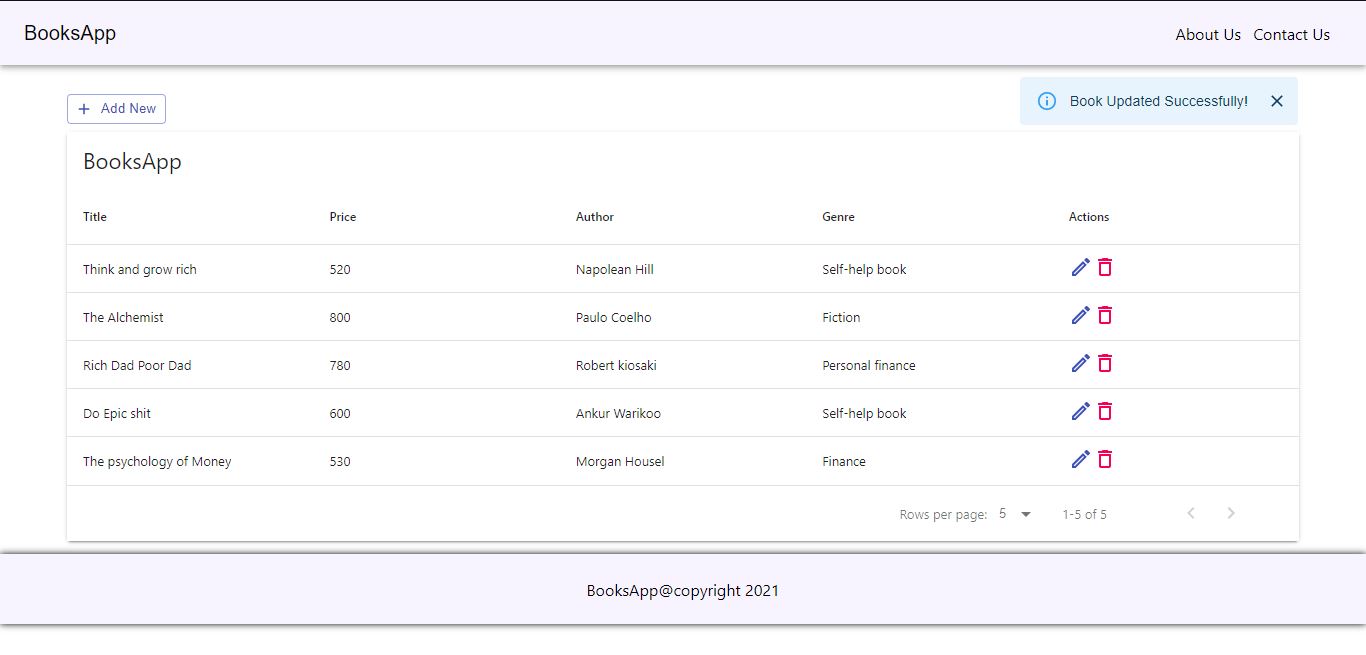 BooksApp
About Us Contact Us
Add New
Book Updated Successfully!
BooksApp
Title Price Author Genre Actions
Think and grow rich 520 Napolean Hill Self-help book
The Alchemist 800 Paulo Coelho Fiction
Rich Dad Poor Dad 780 Robert kiosaki Personal finance
Do Epic shit 600 Ankur Warikoo Self-help book
The psychology of Money 530 Morgan Housel Finance
Rows per page: 5 1-5 of 5
BooksApp@copyright 2021